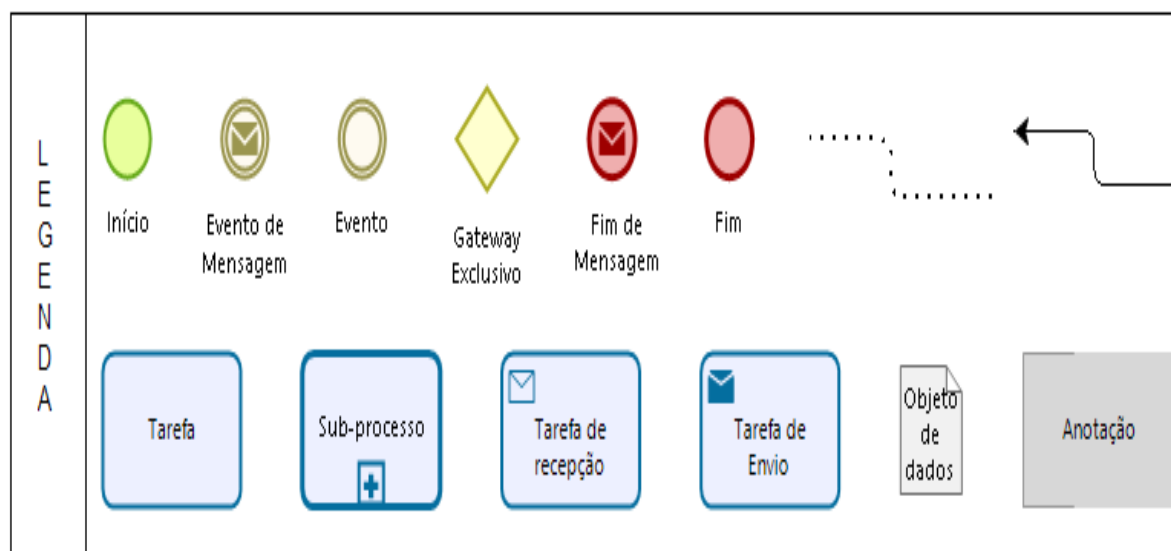 LEGENDA
Início
Evento de
Mensagem
Evento
Gateway
Exclusivo
Fim de
Mensagem
Fim
Tarefa
Sub-processo
Tarefa de
recepção
Tarefa de
Envio
Objeto
de
dados
Anotação